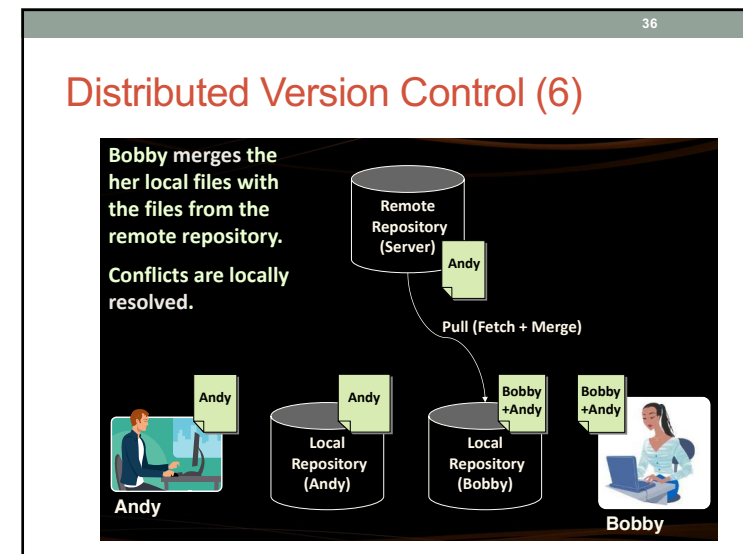 36
Distributed Version Control (6)
Bobby merges the
her local files with
the files from the
remote repository.
Conflicts are locally
resolved.
Remote
Repository
(Server)
Andy
Pull (Fetch + Merge)
Andy
Andy
Local
Repository
(Andy)
Andy
Bobby
+Andy
Local
Repository
(Bobby)
Bobby
+Andy
Bobby